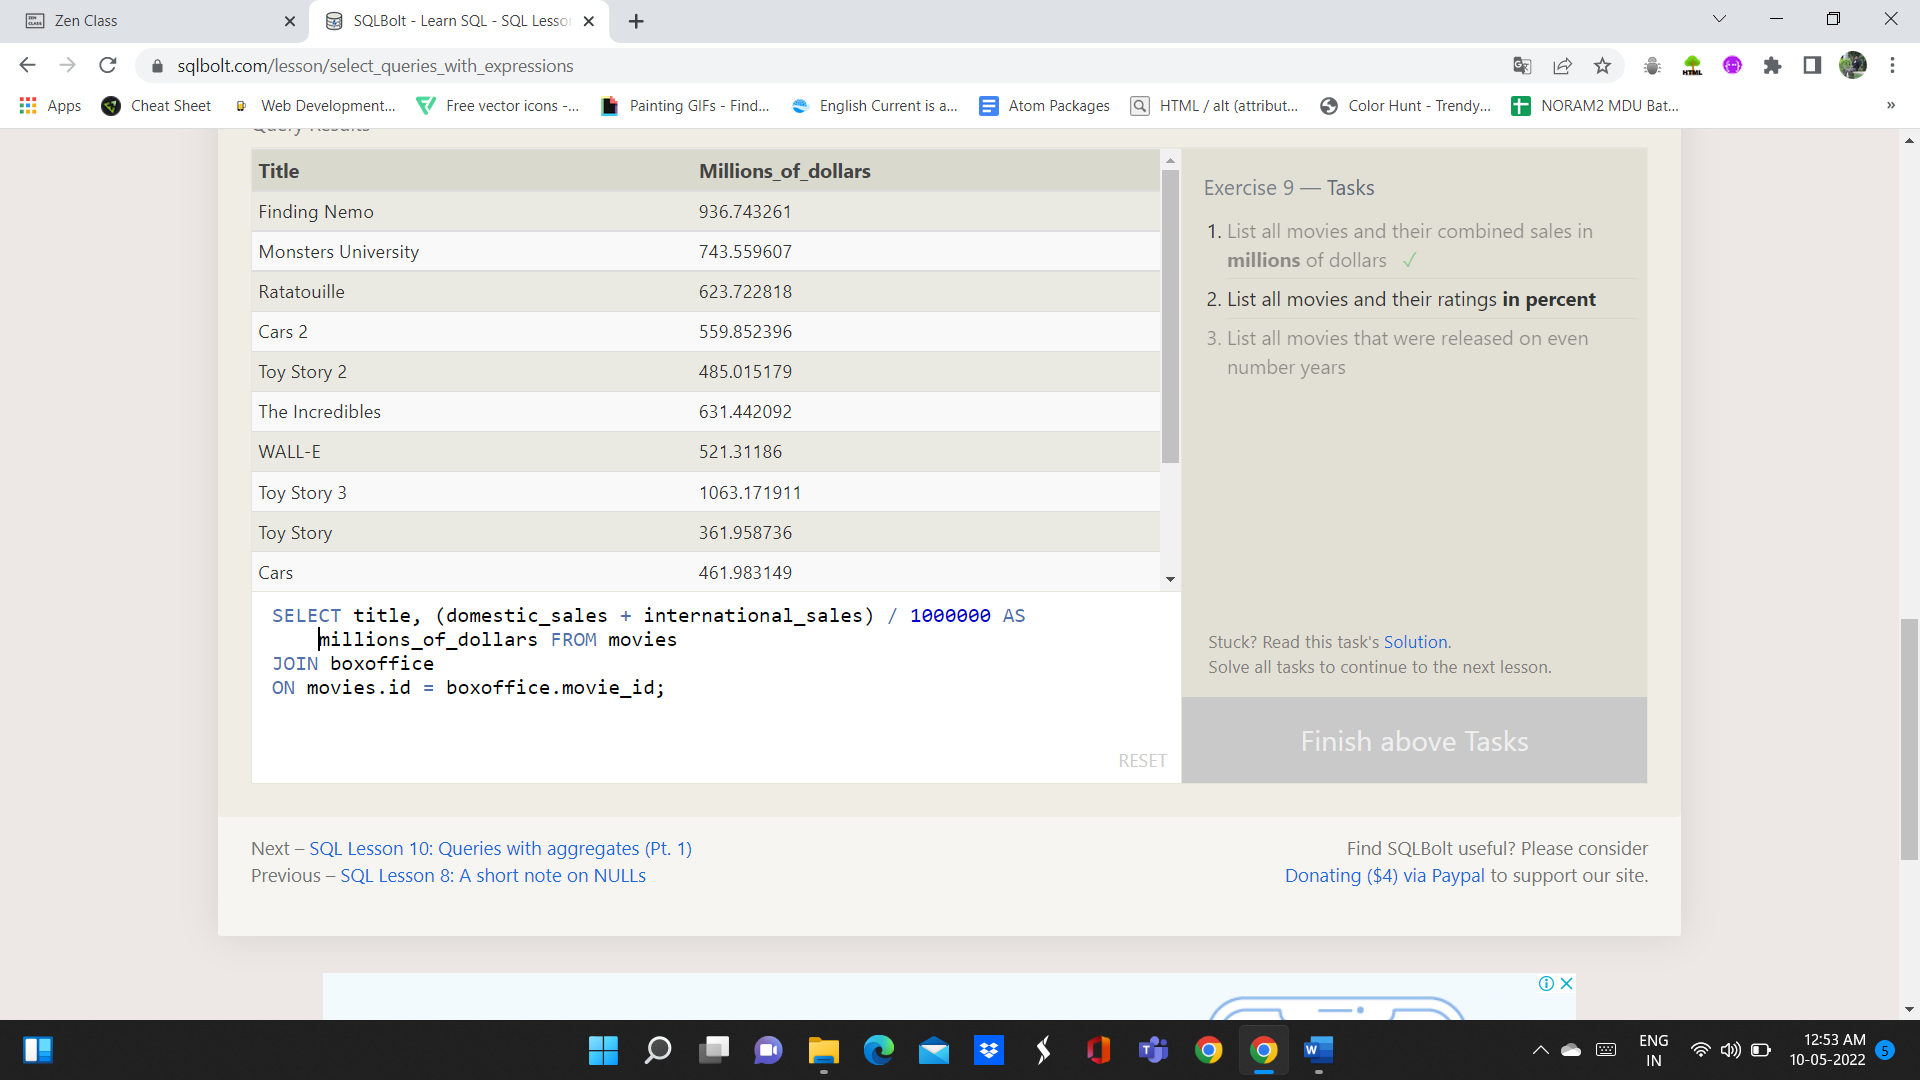 Zen Class
SQLBolt - Learn SQL - SQL Lesso
sqlbolt.com/lesson/select_queries_with_expressions
Apps
Cheat Sheet
Web Development...
Free vector icons -...
Painting GIFs - Find...
English Current is a...
Atom Packages
HTML / alt (attribut...
Color Hunt - Trendy...
NORAM2 MDU Bat...
»
Query Results
Title Millions_of_dollars
Finding Nemo 936.743261
Monsters University 743.559607
Ratatouille 623.722818
Cars 2 559.852396
Toy Story 2 485.015179
The Incredibles 631.442092
WALL-E 521.31186
Toy Story 3 1063.171911
Toy Story 361.958736
Cars 461.983149
SELECT title, (domestic_sales + international_sales) / 1000000 AS
millions_of_dollars FROM movies
JOIN boxoffice
ON movies.id = boxoffice.movie_id;
RESET
Exercise 9 — Tasks
1. List all movies and their combined sales in
millions of dollars ✓
2. List all movies and their ratings in percent
3. List all movies that were released on even
number years
Stuck? Read this task's Solution.
Solve all tasks to continue to the next lesson.
Finish above Tasks
Next – SQL Lesson 10: Queries with aggregates (Pt. 1)
Previous – SQL Lesson 8: A short note on NULLs
Find SQLBolt useful? Please consider
Donating ($4) via Paypal to support our site.
ENG
IN
12:53 AM
10-05-2022
5